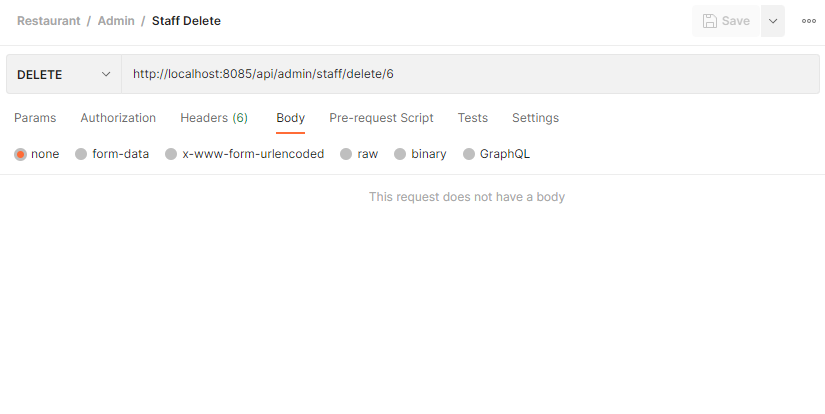 Restaurant / Admin / Staff Delete Save
DELETE http://localhost:8085/api/admin/staff/delete/6
Params Authorization Headers (6) Body Pre-request Script Tests Settings
none form-data x-www-form-urlencoded raw binary GraphQL
This request does not have a body